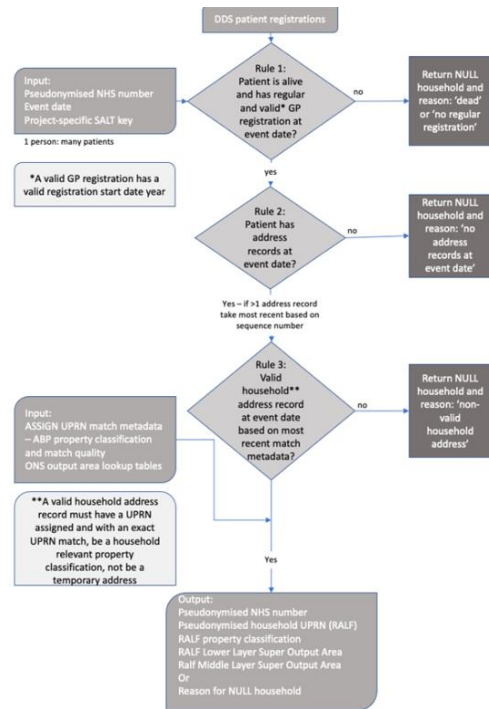 DDS patient registrations
Input:
Pseudonymised NHS number
Event date
Project-specific SALT key
1 person: many patients
Rule 1:
Patient is alive
and has regular
and valid* GP
registration at
event date?
no
Return NULL
household and
reason: ‘dead’
or ‘no regular
registration’
*A valid GP registration has a
valid registration start date year
yes
Rule 2:
Patient has
address
records at
event date?
no
Return NULL
household and
reason: ‘no
address
records at
event date’
Yes – if >1 address record
take most recent based on
sequence number
Rule 3:
Valid
household**
address record
at event date
based on most
recent match
metadata?
no
Return NULL
household and
reason: ‘non-
valid
household
address’
Input:
ASSIGN UPRN match metadata
– ABP property classification
and match quality
ONS output area lookup tables
**A valid household address
record must have a UPRN
assigned and with an exact
UPRN match, be a household
relevant property
classification, not be a
temporary address
Yes
Output:
Pseudonymised NHS number
Pseudonymised household UPRN (RALF)
RALF property classification
RALF Lower Layer Super Output Area
Ralf Middle Layer Super Output Area
Or
Reason for NULL household